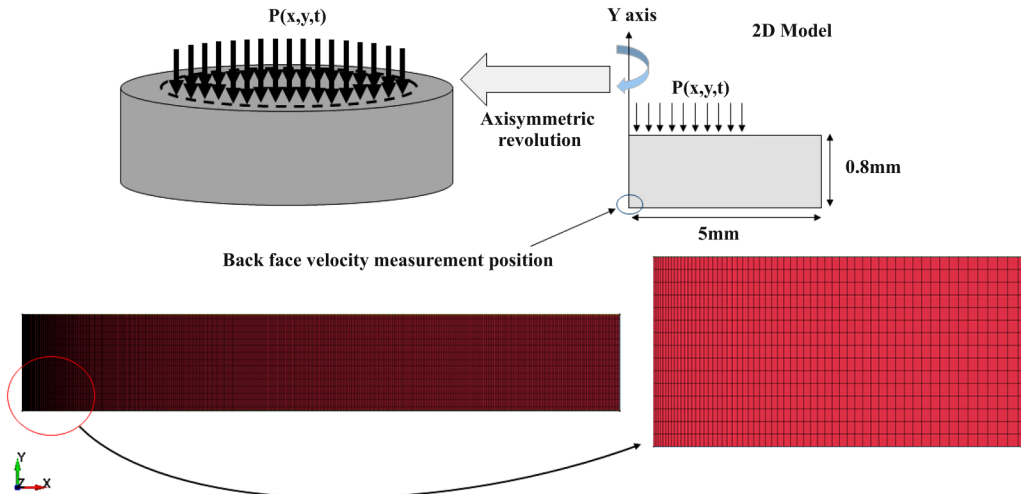 P(x,y,t)
Y axis
2D Model
P(x,y,t)
Axisymmetric
revolution
0.8mm
5mm
Back face velocity measurement position
Y
Z
X